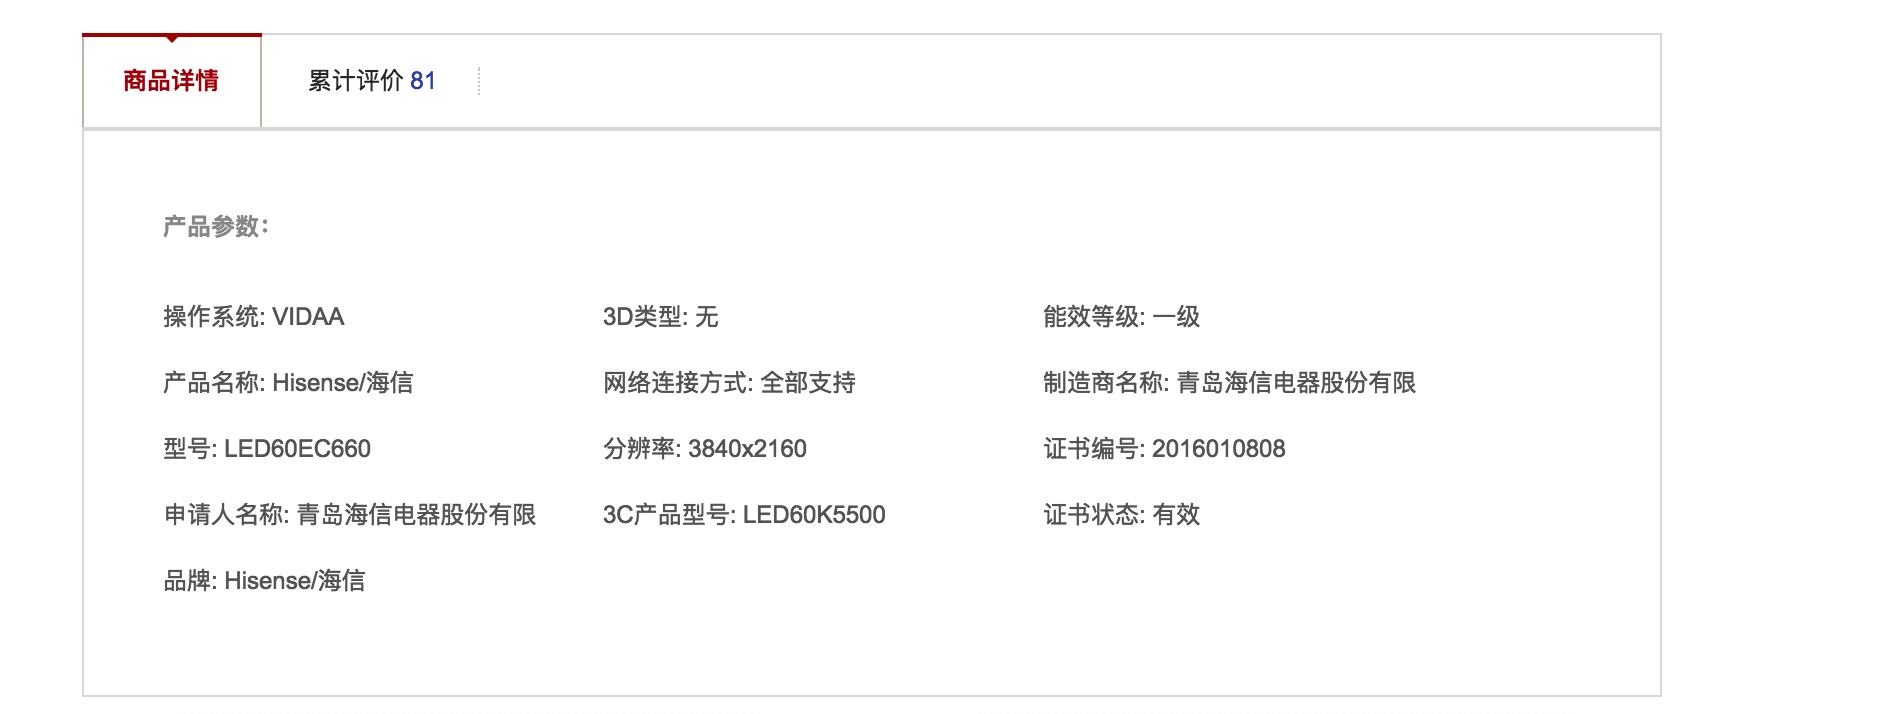 商品详情
累计评价 81
产品参数：
操作系统: VIDAA
3D类型: 无
能效等级: 一级
产品名称: Hisense/海信
网络连接方式: 全部支持
制造商名称: 青岛海信电器股份有限
型号: LED60EC660
分辨率: 3840x2160
证书编号: 2016010808
申请人名称: 青岛海信电器股份有限
3C产品型号: LED60K5500
证书状态: 有效
品牌: Hisense/海信